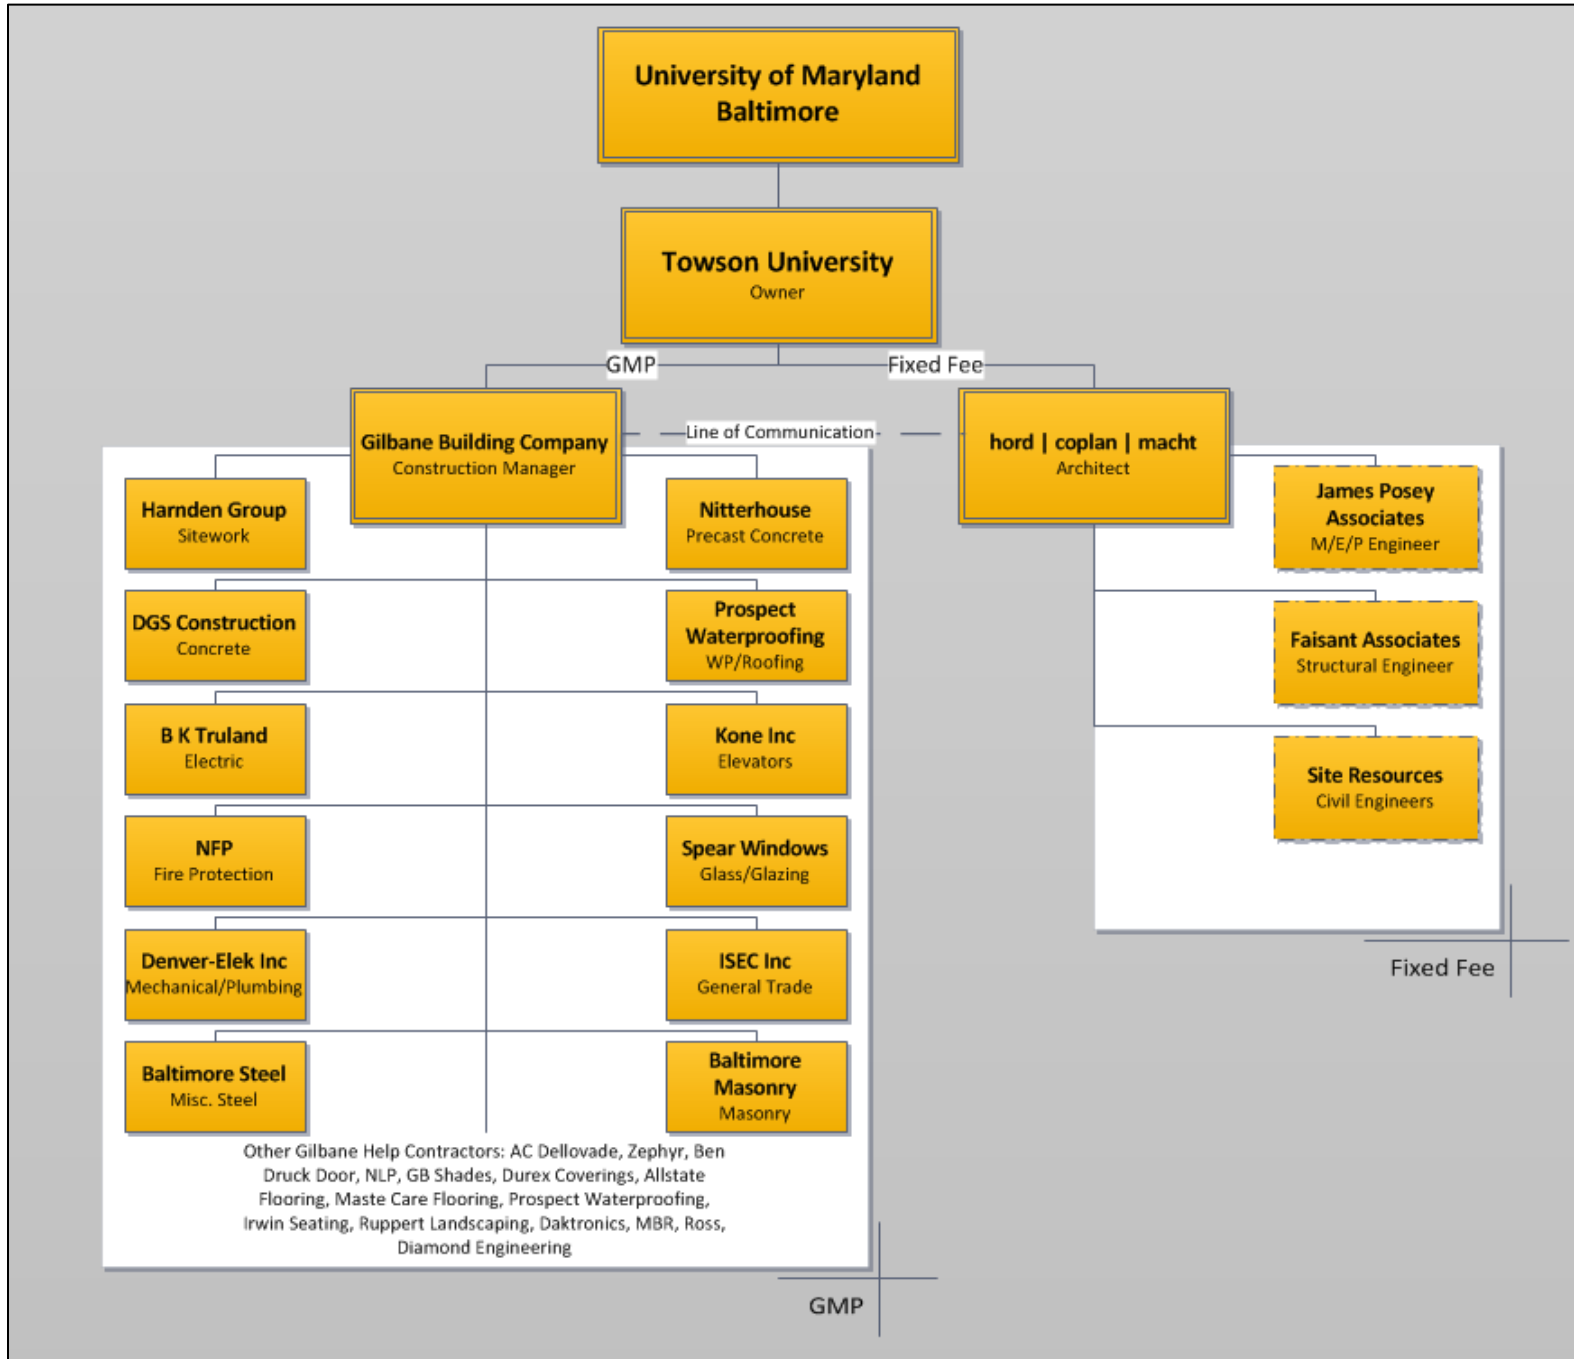 University of Maryland
Baltimore
Towson University
Owner
GMP
Fixed Fee
Gilbane Building Company
Construction Manager
Line of Communication
hord | coplan | macht
Architect
Harnden Group
Sitework
Nitterhouse
Precast Concrete
James Posey
Associates
M/E/P Engineer
DGS Construction
Concrete
Prospect
Waterproofing
WP/Roofing
Faisant Associates
Structural Engineer
B K Truland
Electric
Kone Inc
Elevators
Site Resources
Civil Engineers
NFP
Fire Protection
Spear Windows
Glass/Glazing
Denver-Elek Inc
Mechanical/Plumbing
ISEC Inc
General Trade
Fixed Fee
Baltimore Steel
Misc. Steel
Baltimore
Masonry
Masonry
Other Gilbane Help Contractors: AC Dellovade, Zephyr, Ben
Druck Door, NLP, GB Shades, Durex Coverings, Allstate
Flooring, Maste Care Flooring, Prospect Waterproofing,
Irwin Seating, Ruppert Landscaping, Daktronics, MBR, Ross,
Diamond Engineering
GMP